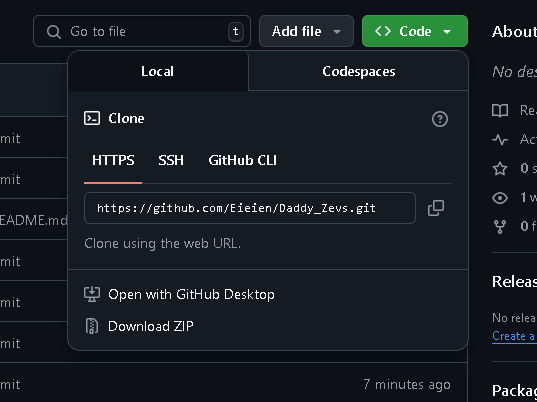 Go to file t Add file Code About
Local Codespaces
No des
Clone
HTTPS SSH GitHub CLI
https://github.com/Eieien/Daddy_Zevs.git
Clone using the web URL.
Open with GitHub Desktop
Download ZIP
mit
mit
EADME.md
mit
mit
mit
mit 7 minutes ago
Rea
Act
0 s
1 w
0 f
Releas
No relea
Create a
Packag